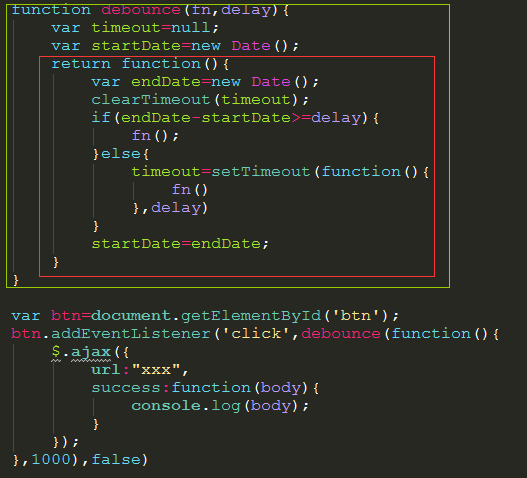 function debounce(fn,delay){
    var timeout=null;
    var startDate=new Date();
    return function(){
        var endDate=new Date();
        clearTimeout(timeout);
        if(endDate-startDate>=delay){
            fn();
        }else{
            timeout=setTimeout(function(){
                fn()
            },delay)
        }
        startDate=endDate;
    }
}
var btn=document.getElementById('btn');
btn.addEventListener('click',debounce(function(){
    $.ajax({
        url:"xxx",
        success:function(body){
            console.log(body);
        }
    });
},1000),false)